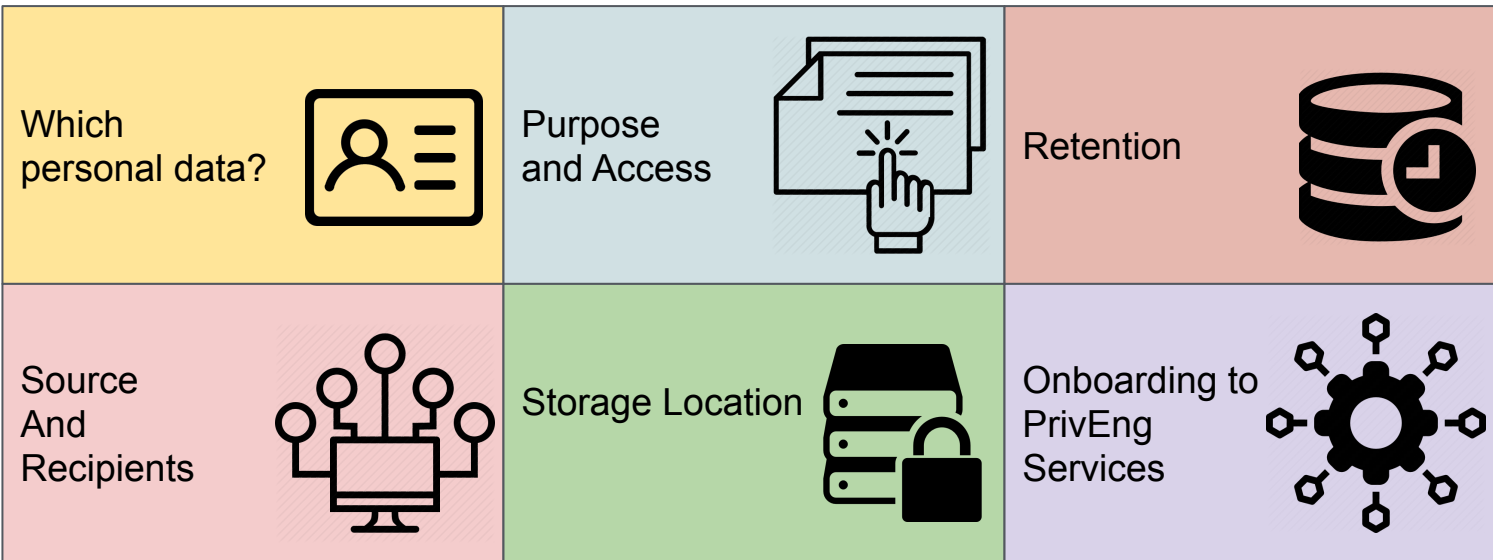 Which
personal data?
Purpose
and Access
Retention
Source
And
Recipients
Storage Location
Onboarding to
PrivEng
Services